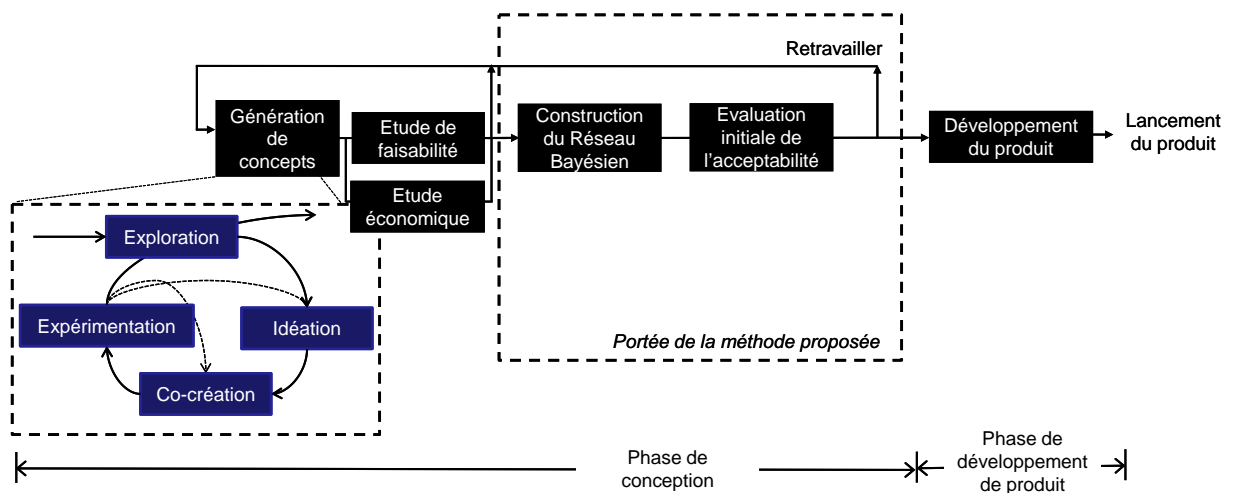 Retravailler
Génération
de
concepts
Etude de
faisabilité
Etude
économique
Construction
du Réseau
Bayésien
Evaluation
initiale de
l’acceptabilité
Développement
du produit
Lancement
du produit
Exploration
Expérimentation
Idéation
Co-création
Portée de la méthode proposée
Phase de
conception
Phase de
développement
de produit